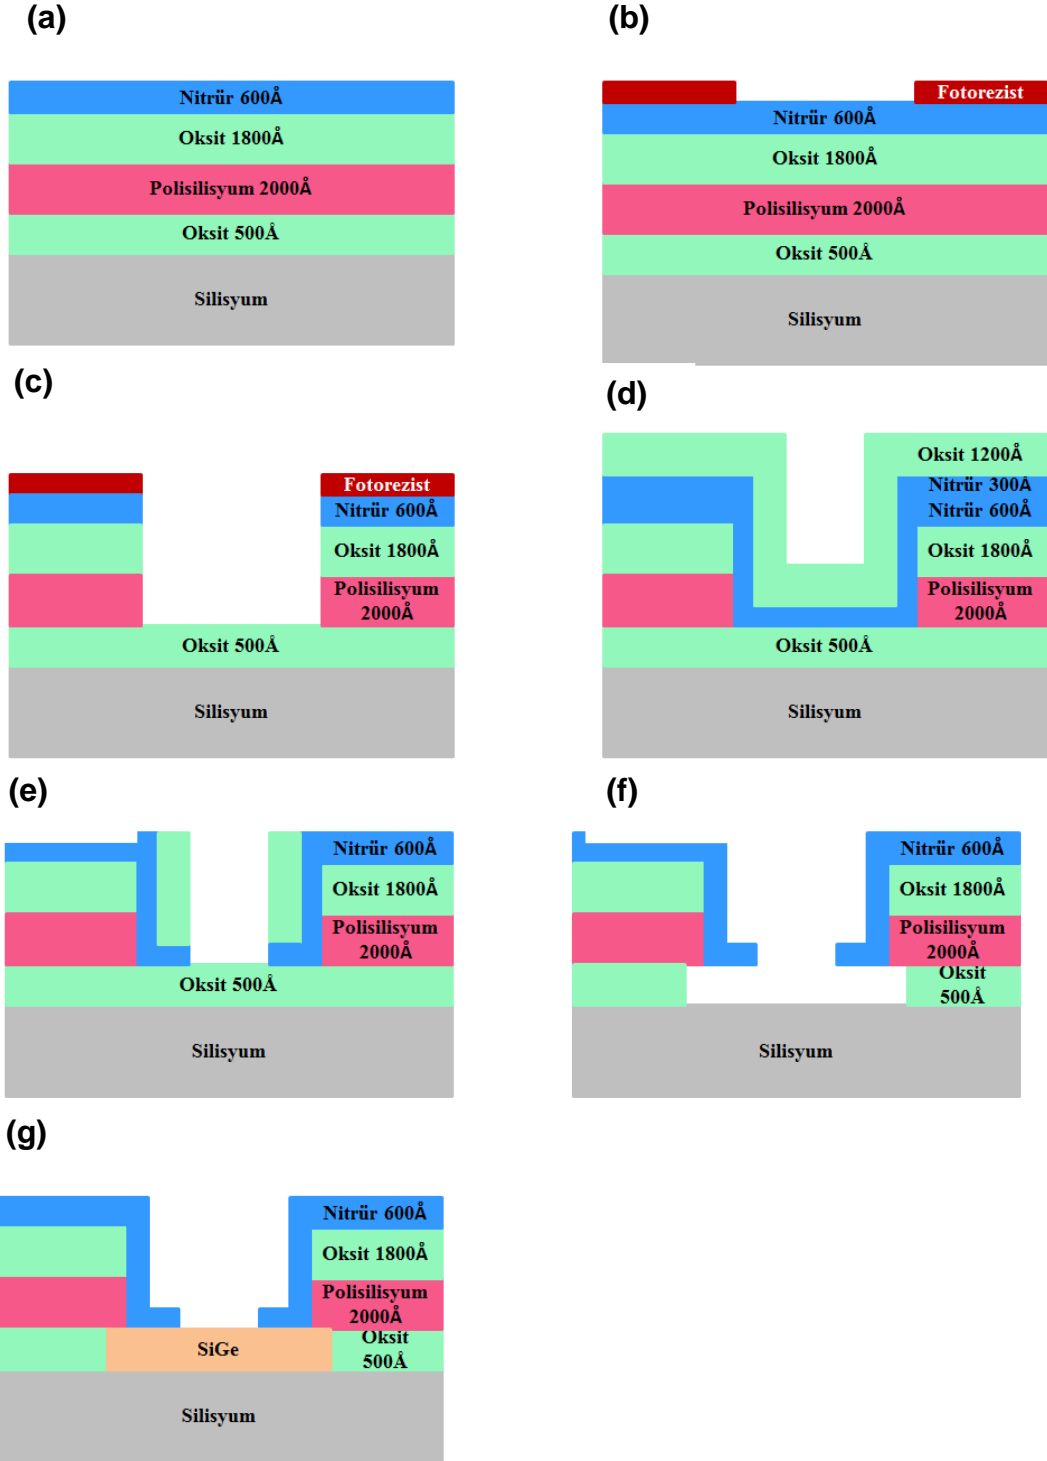 (a)
Nitrür 600Å
Oksit 1800Å
Polisilisyum 2000Å
Oksit 500Å
Silisyum
(b)
Fotorezist
Nitrür 600Å
Oksit 1800Å
Polisilisyum 2000Å
Oksit 500Å
Silisyum
(c)
Fotorezist
Nitrür 600Å
Oksit 1800Å
Polisilisyum
2000Å
Oksit 500Å
Silisyum
(d)
Oksit 1200Å
Nitrür 300Å
Nitrür 600Å
Oksit 1800Å
Polisilisyum
2000Å
Oksit 500Å
Silisyum
(e)
Nitrür 600Å
Oksit 1800Å
Polisilisyum
2000Å
Oksit 500Å
Silisyum
(f)
Nitrür 600Å
Oksit 1800Å
Polisilisyum
2000Å
Oksit
500Å
Silisyum
(g)
Nitrür 600Å
Oksit 1800Å
Polisilisyum
2000Å
SiGe
Oksit
500Å
Silisyum